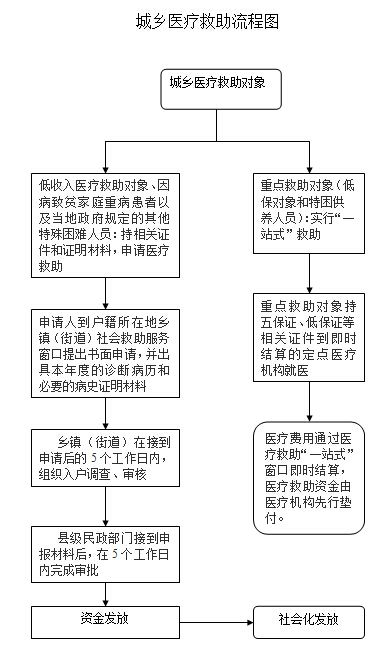 城乡医疗救助流程图
城乡医疗救助对象
低收入医疗救助对象、因
病致贫家庭重病患者以
及当地政府规定的其他
特殊困难人员：持相关证
件和证明材料，申请医疗
救助
申请人到户籍所在地乡
镇（街道）社会救助服务
窗口提出书面申请，并出
具本年度的诊断病历和
必要的病史证明材料
乡镇（街道）在接到
申请后的5个工作日内，
组织入户调查、审核
县级民政部门接到申
报材料后，在5个工作日
内完成审批
资金发放
重点救助对象（低
保对象和特困供
养人员）：实行“一
站式”救助
重点救助对象持
五保证、低保证等
相关证件到即时
结算的定点医疗
机构就医
医疗费用通过医
疗救助“一站式”
窗口即时结算，
医疗救助资金由
医疗机构先行垫
付。
社会化发放